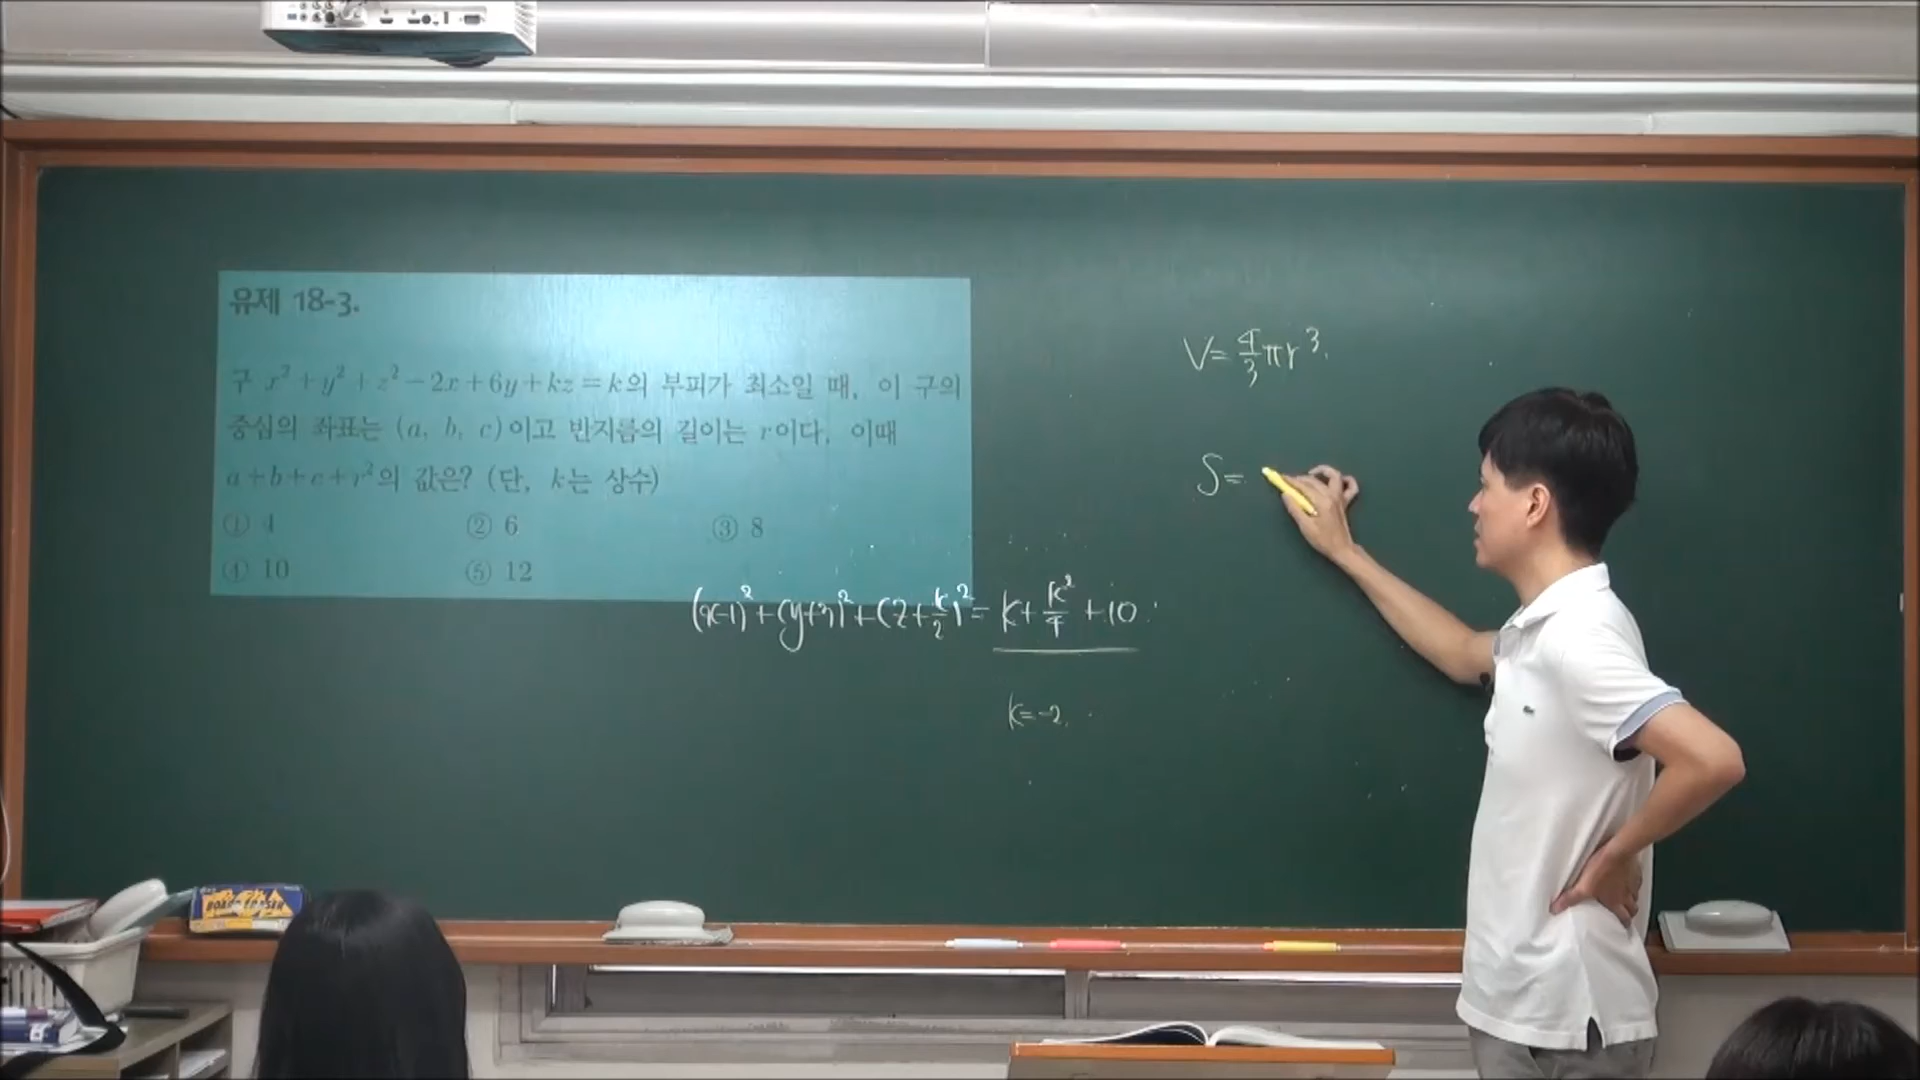 유제 18-3.
구 x² + y² + z² − 2x + 6y + kz = k의 부피가 최소일 때, 이 구의
중심의 좌표는 (a, b, c)이고 반지름의 길이는 r이다. 이때
a+b+c+r²의 값은? (단, k는 상수)
① 4 ② 6 ③ 8
④ 10 ⑤ 12
(x-1)²+(y+3)²+(z+k/2)²= k+k²/4+10
k=-2.
V=4/3πr³.
S=
BOARD ERASER